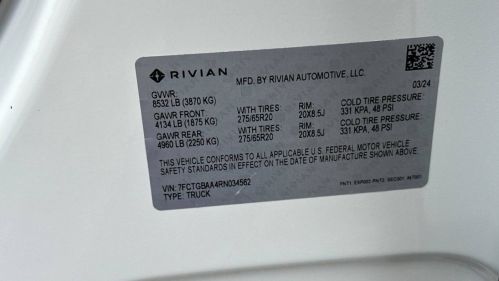 RIVIAN
MFD. BY RIVIAN AUTOMOTIVE, LLC.
03/24
GVWR:
8532 LB (3870 KG)
GAWR FRONT: WITH TIRES: RIM: COLD TIRE PRESSURE:
4134 LB (1875 KG) 275/65R20 20X8.5J 331 KPA, 48 PSI
GAWR REAR: WITH TIRES: RIM: COLD TIRE PRESSURE:
4960 LB (2250 KG) 275/65R20 20X8.5J 331 KPA, 48 PSI
THIS VEHICLE CONFORMS TO ALL APPLICABLE U.S. FEDERAL MOTOR VEHICLE
SAFETY STANDARDS IN EFFECT ON THE DATE OF MANUFACTURE SHOWN ABOVE.
VIN: 7FCTGBAA4RN034562
TYPE: TRUCK
PNT1: